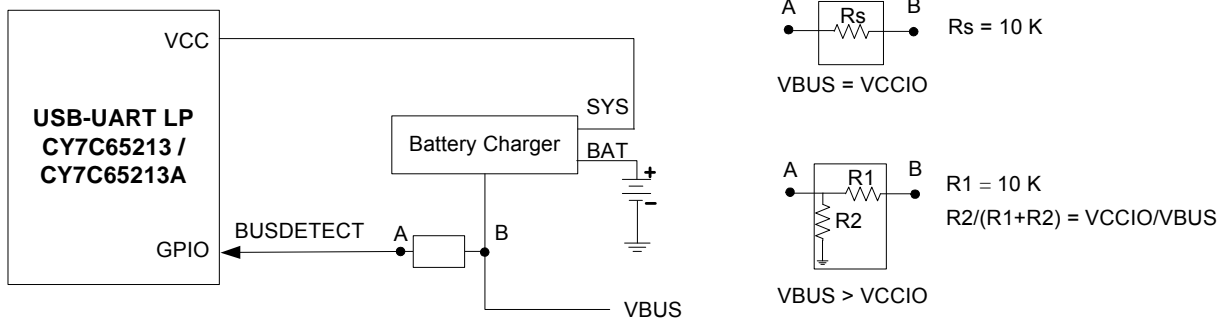 VCC
USB-UART LP
CY7C65213 /
CY7C65213A
GPIO
BUSDETECT
A
B
SYS
Battery Charger
BAT
+
-
VBUS
A
B
Rs
Rs = 10 K
VBUS = VCCIO
A
B
R1
R2
R1 = 10 K
R2/(R1+R2) = VCCIO/VBUS
VBUS > VCCIO